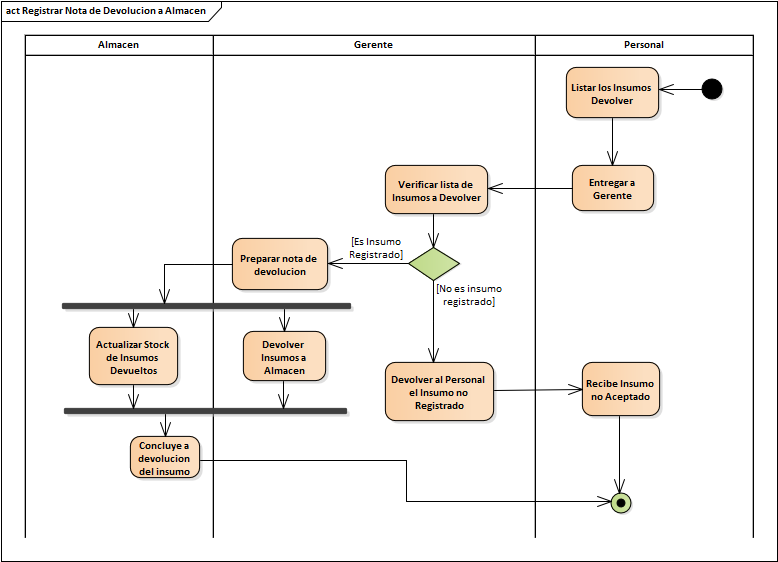 act Registrar Nota de Devolucion a Almacen
Almacen
Gerente
Personal
Listar los Insumos
Devolver
Entregar a
Gerente
Verificar lista de
Insumos a Devolver
[Es Insumo
Registrado]
Preparar nota de
devolucion
[No es insumo
registrado]
Actualizar Stock
de Insumos
Devueltos
Devolver
Insumos a
Almacen
Devolver al Personal
el Insumo no
Registrado
Recibe Insumo
no Aceptado
Concluye a
devolucion
del insumo